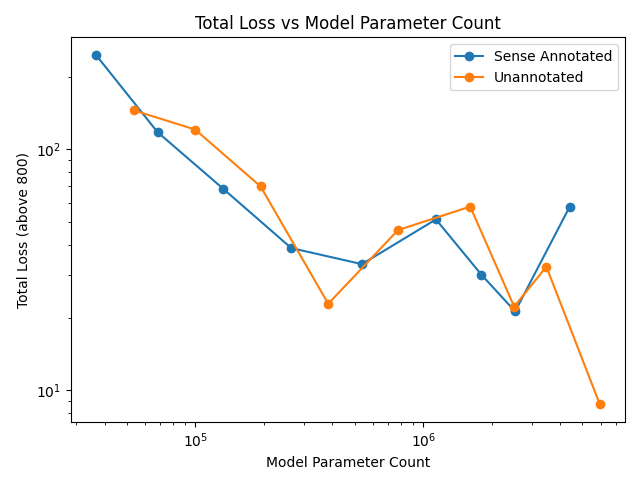 Total Loss vs Model Parameter Count
Sense Annotated
Unannotated
Total Loss (above 800)
10²
10¹
10⁵
10⁶
Model Parameter Count